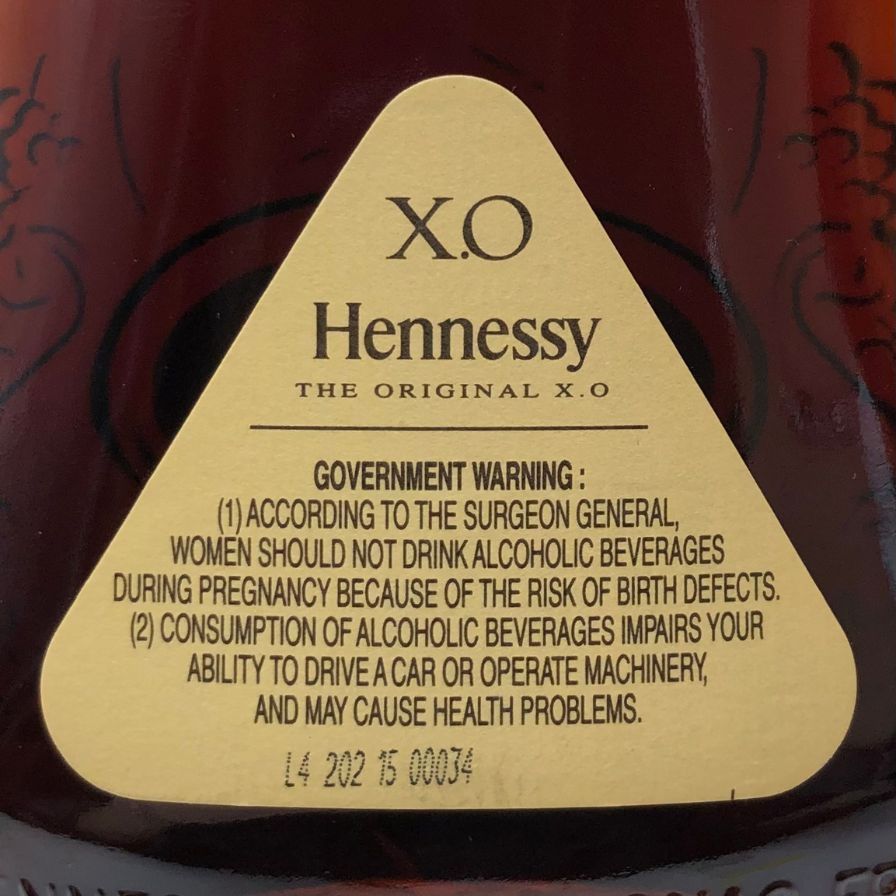 X.O
Hennessy
THE ORIGINAL X.O
GOVERNMENT WARNING :
(1) ACCORDING TO THE SURGEON GENERAL,
WOMEN SHOULD NOT DRINK ALCOHOLIC BEVERAGES
DURING PREGNANCY BECAUSE OF THE RISK OF BIRTH DEFECTS.
(2) CONSUMPTION OF ALCOHOLIC BEVERAGES IMPAIRS YOUR
ABILITY TO DRIVE A CAR OR OPERATE MACHINERY,
AND MAY CAUSE HEALTH PROBLEMS.
L4 202 15 00034